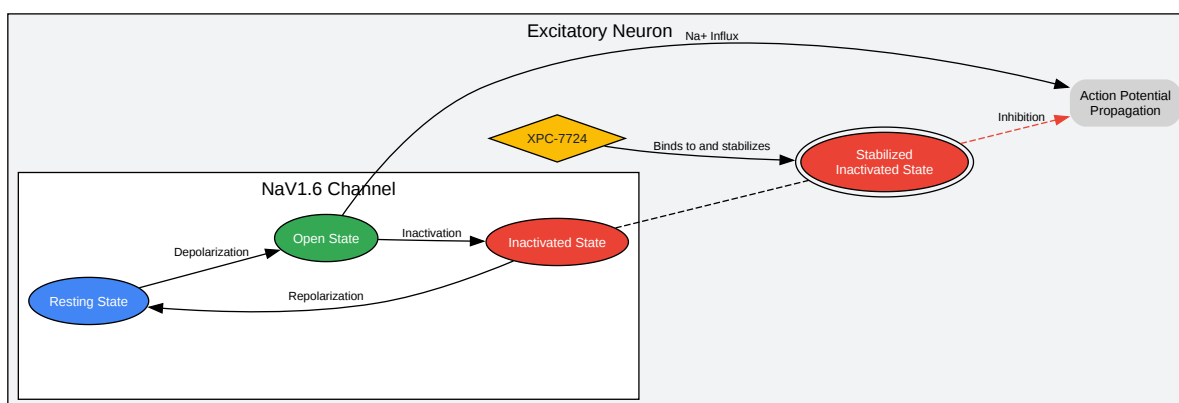 Excitatory Neuron
Na+ Influx
Action Potential
Propagation
Inhibition
XPC-7724
Binds to and stabilizes
Stabilized
Inactivated State
NaV1.6 Channel
Open State
Inactivation
Inactivated State
Depolarization
Repolarization
Resting State